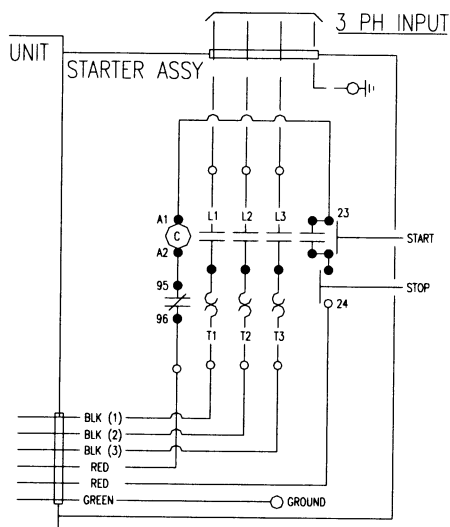 3 PH INPUT
UNIT
STARTER ASSY
A1
L1
L2
L3
23
C
START
A2
95
STOP
24
96
T1
T2
T3
BLK (1)
BLK (2)
BLK (3)
RED
RED
GREEN
GROUND